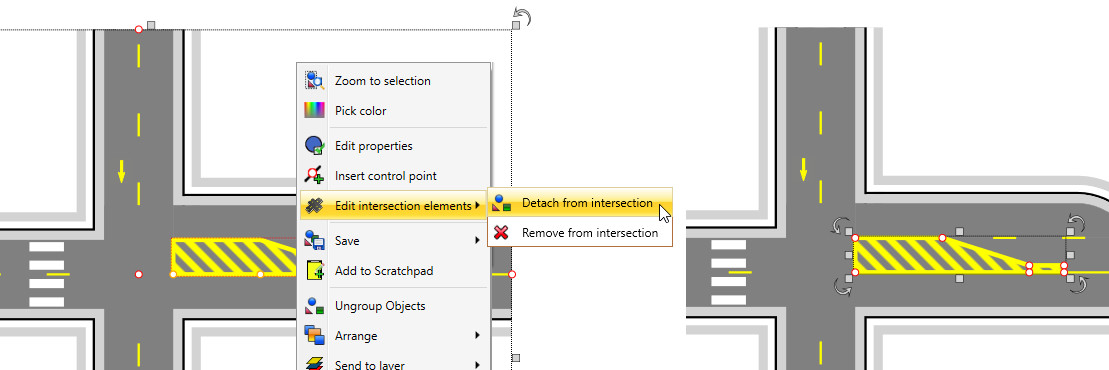 Zoom to selection
Pick color
Edit properties
Insert control point
Edit intersection elements
Detach from intersection
Remove from intersection
Save
Add to Scratchpad
Ungroup Objects
Arrange
Send to layer